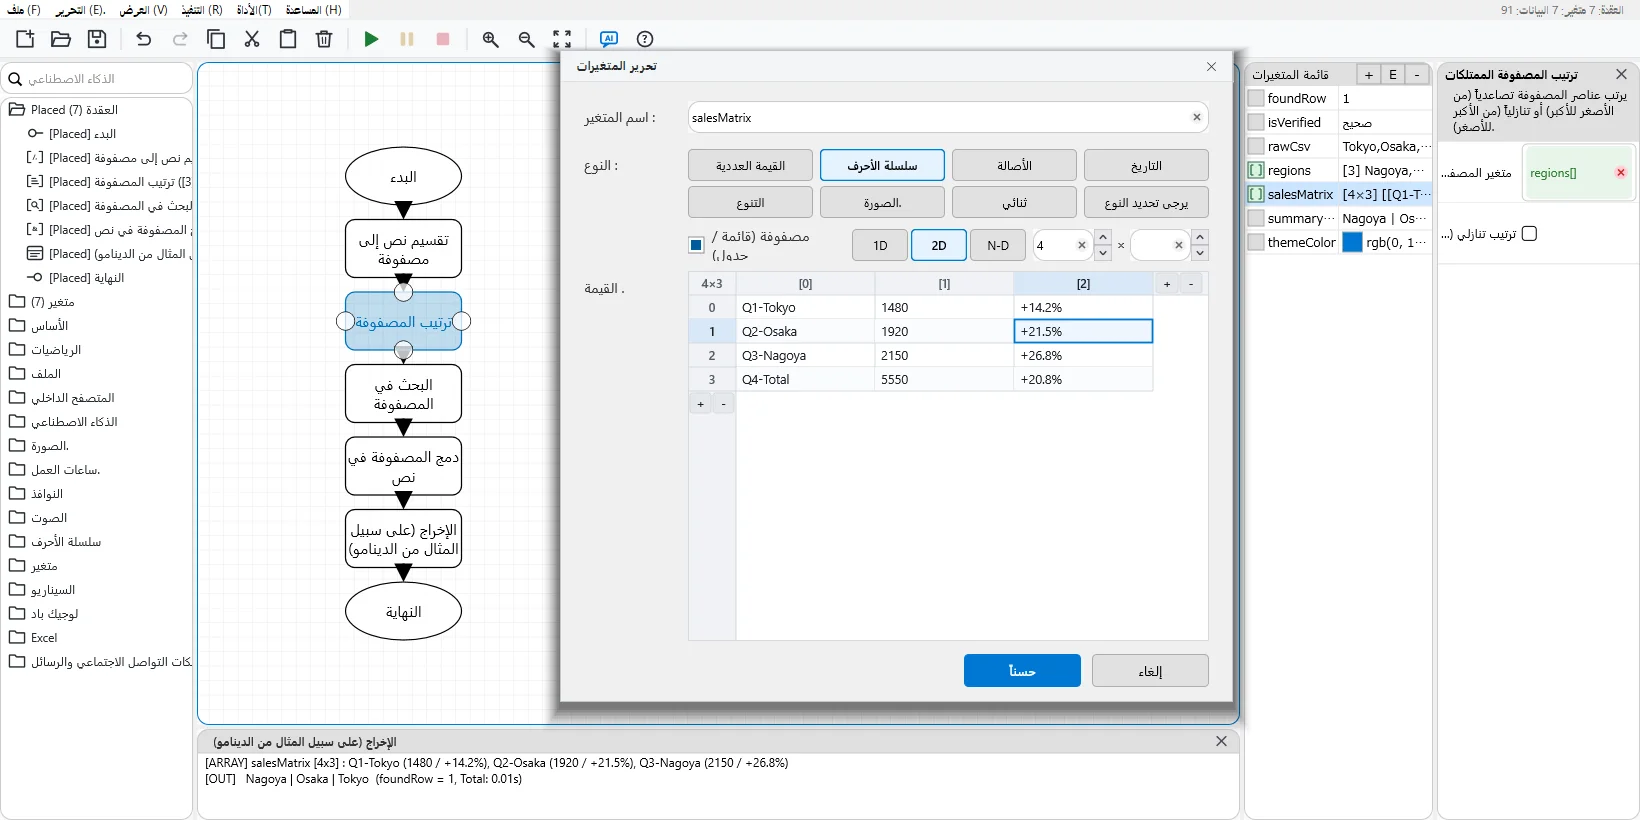 ملف (F) التحرير (E). العرض (V) التنفيذ (R) الأداة(T) المساعدة (H)
العقدة: 7 متغير: 7 البيانات: 91
AI
الذكاء الاصطناعي
Placed (7) العقدة
[Placed] البدء
[Placed] يم نص إلى مصفوفة
[Placed] ترتيب المصفوفة ([3
[Placed] لبحث في المصفوفة
[Placed] ج المصفوفة في نص
[Placed] ل المثال من الدينامو)
[Placed] النهاية
متغير (7)
الأساس
الرياضيات
الملف
المتصفح الداخلي
الذكاء الاصطناعي
الصورة.
ساعات العمل.
النوافذ
الصوت
سلسلة الأحرف
متغير
السيناريو
لوجيك باد
Excel
كات التواصل الاجتماعي والرسائل
البدء
تقسيم نص إلى
مصفوفة
ترتيب المصفوفة
البحث في
المصفوفة
دمج المصفوفة في
نص
الإخراج (على سبيل
المثال من الدينامو)
النهاية
تحرير المتغيرات
اسم المتغير :
salesMatrix
النوع :
القيمة العددية
سلسلة الأحرف
الأصالة
التاريخ
التنوع
الصورة.
ثنائي
يرجى تحديد النوع
مصفوفة (قائمة /
جدول)
1D 2D N-D 4 ×
القيمة .
4×3 [0] [1] [2] + -
0 Q1-Tokyo 1480 +14.2%
1 Q2-Osaka 1920 +21.5%
2 Q3-Nagoya 2150 +26.8%
3 Q4-Total 5550 +20.8%
+ -
حسناً
إلغاء
قائمة المتغيرات + E -
foundRow 1
isVerified صحيح
rawCsv Tokyo,Osaka,···
regions [3] Nagoya,···
salesMatrix [4×3] [[Q1-T···
summary··· Nagoya | Os···
themeColor rgb(0, 1···
ترتيب المصفوفة الممتلكات
يرتب عناصر المصفوفة تصاعدياً (من
الأصغر للأكبر) أو تنازلياً (من الأكبر
للأصغر).
متغير المصف...
regions[]
ترتيب تنازلي (...
الإخراج (على سبيل المثال من الدينامو)
[ARRAY] salesMatrix [4x3] : Q1-Tokyo (1480 / +14.2%), Q2-Osaka (1920 / +21.5%), Q3-Nagoya (2150 / +26.8%)
[OUT] Nagoya | Osaka | Tokyo (foundRow = 1, Total: 0.01s)